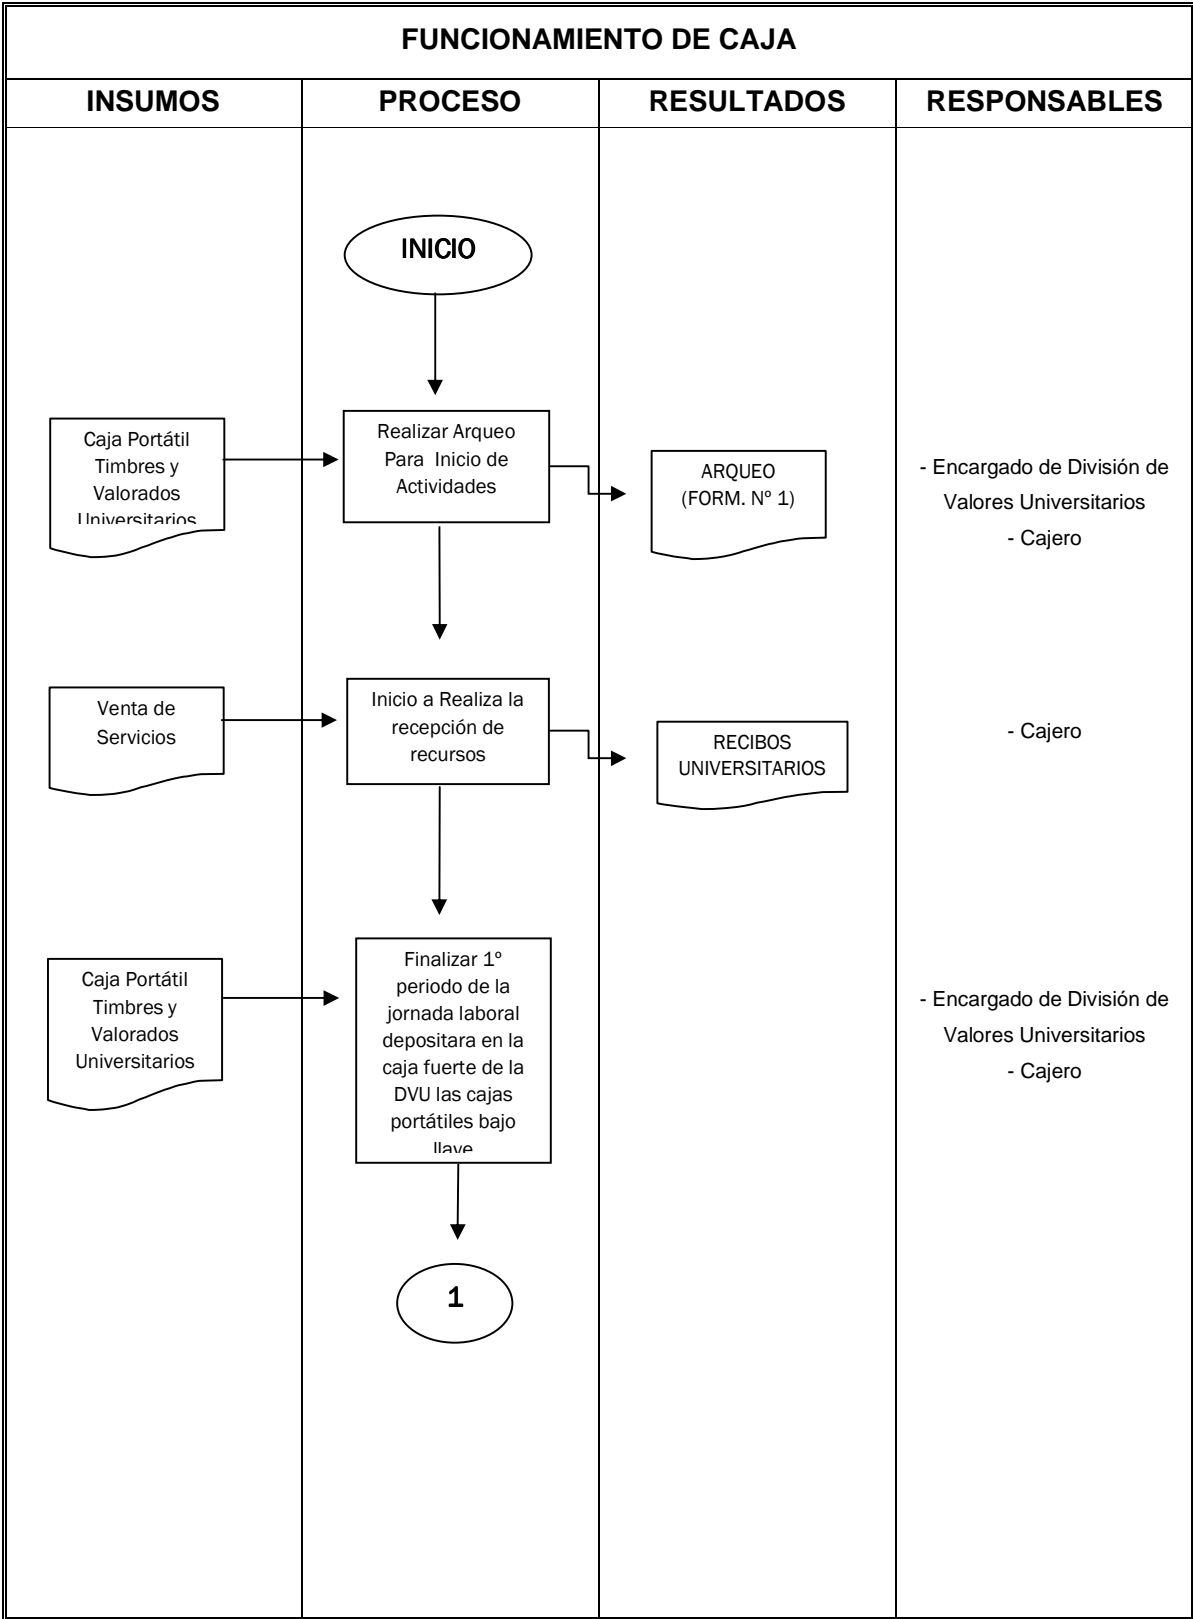 FUNCIONAMIENTO DE CAJA
INSUMOS
PROCESO
RESULTADOS
RESPONSABLES
INICIO
Caja Portátil
Timbres y
Valorados
Universitarios
Realizar Arqueo
Para Inicio de
Actividades
ARQUEO
(FORM. Nº 1)
- Encargado de División de
Valores Universitarios
- Cajero
Venta de
Servicios
Inicio a Realiza la
recepción de
recursos
RECIBOS
UNIVERSITARIOS
- Cajero
Caja Portátil
Timbres y
Valorados
Universitarios
Finalizar 1º
periodo de la
jornada laboral
depositara en la
caja fuerte de la
DVU las cajas
portátiles bajo
llave
- Encargado de División de
Valores Universitarios
- Cajero
1